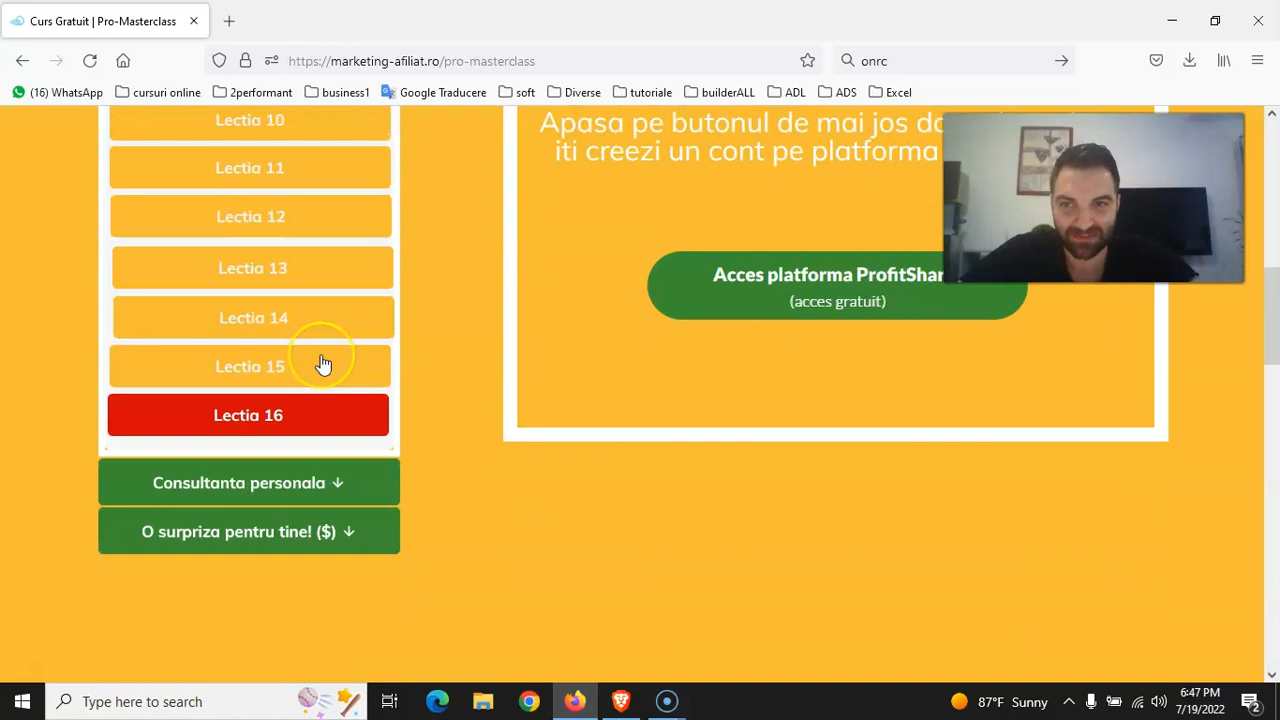 Curs Gratuit | Pro-Masterclass
https://marketing-afiliat.ro/pro-masterclass
onrc
(16) WhatsApp
cursuri online
2performant
business1
Google Traducere
soft
Diverse
tutoriale
builderALL
ADL
ADS
Excel
Lectia 10
Lectia 11
Lectia 12
Lectia 13
Lectia 14
Lectia 15
Lectia 16
Consultanta personala ↓
O surpriza pentru tine! ($) ↓
Apasa pe butonul de mai jos
iti creezi un cont pe platforma
Acces platforma
(acces gratuit)
Type here to search
87°F Sunny
6:47 PM
7/19/2022
2